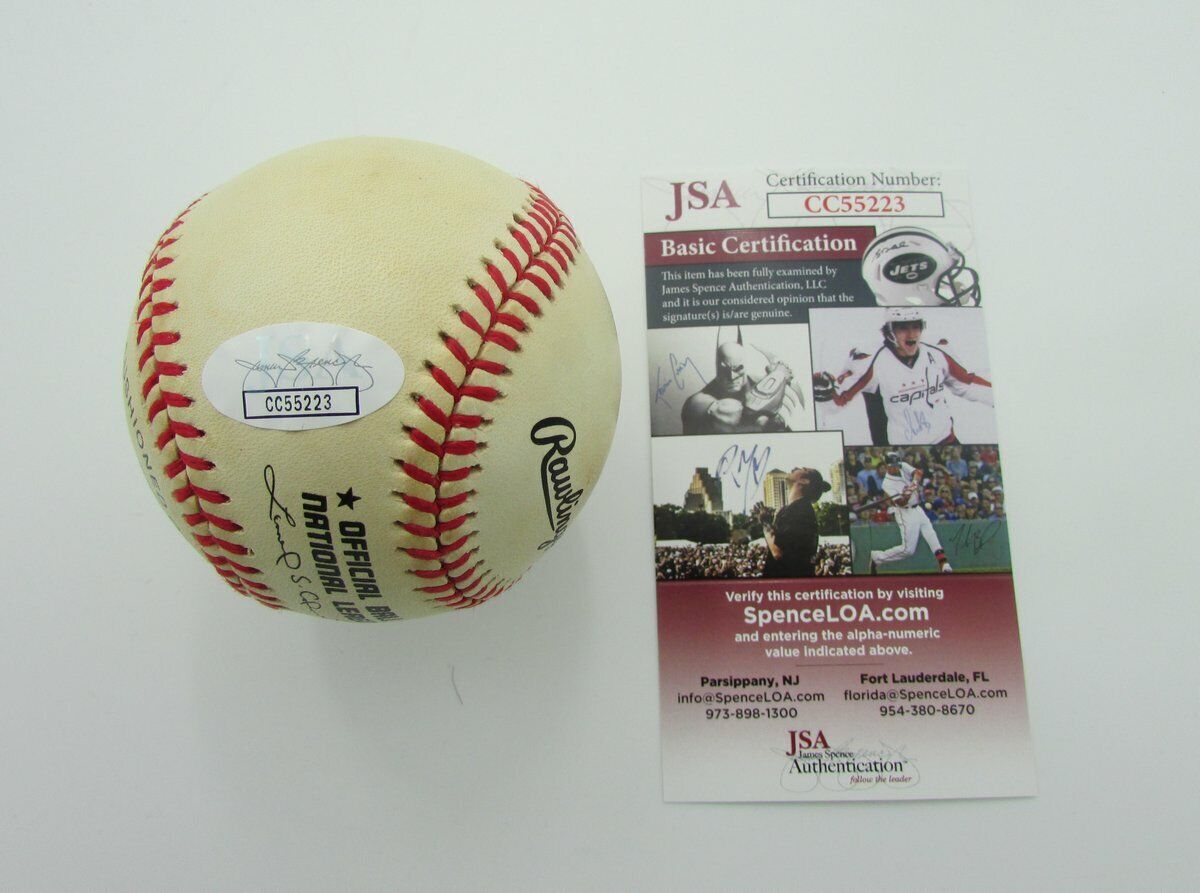 JSA
CC55223
Rawlings
OFFICIAL BA
NATIONAL LEA
SHIONE
JSA
Certification Number:
CC55223
Basic Certification
This item has been fully examined by
James Spence Authentication, LLC
and it is our considered opinion that the
signature(s) is/are genuine.
JETS
capitals
A
Verify this certification by visiting
SpenceLOA.com
and entering the alpha-numeric
value indicated above.
Parsippany, NJ
info@SpenceLOA.com
973-898-1300
Fort Lauderdale, FL
florida@SpenceLOA.com
954-380-8670
JSA
James Spence
Authentication™
follow the leader